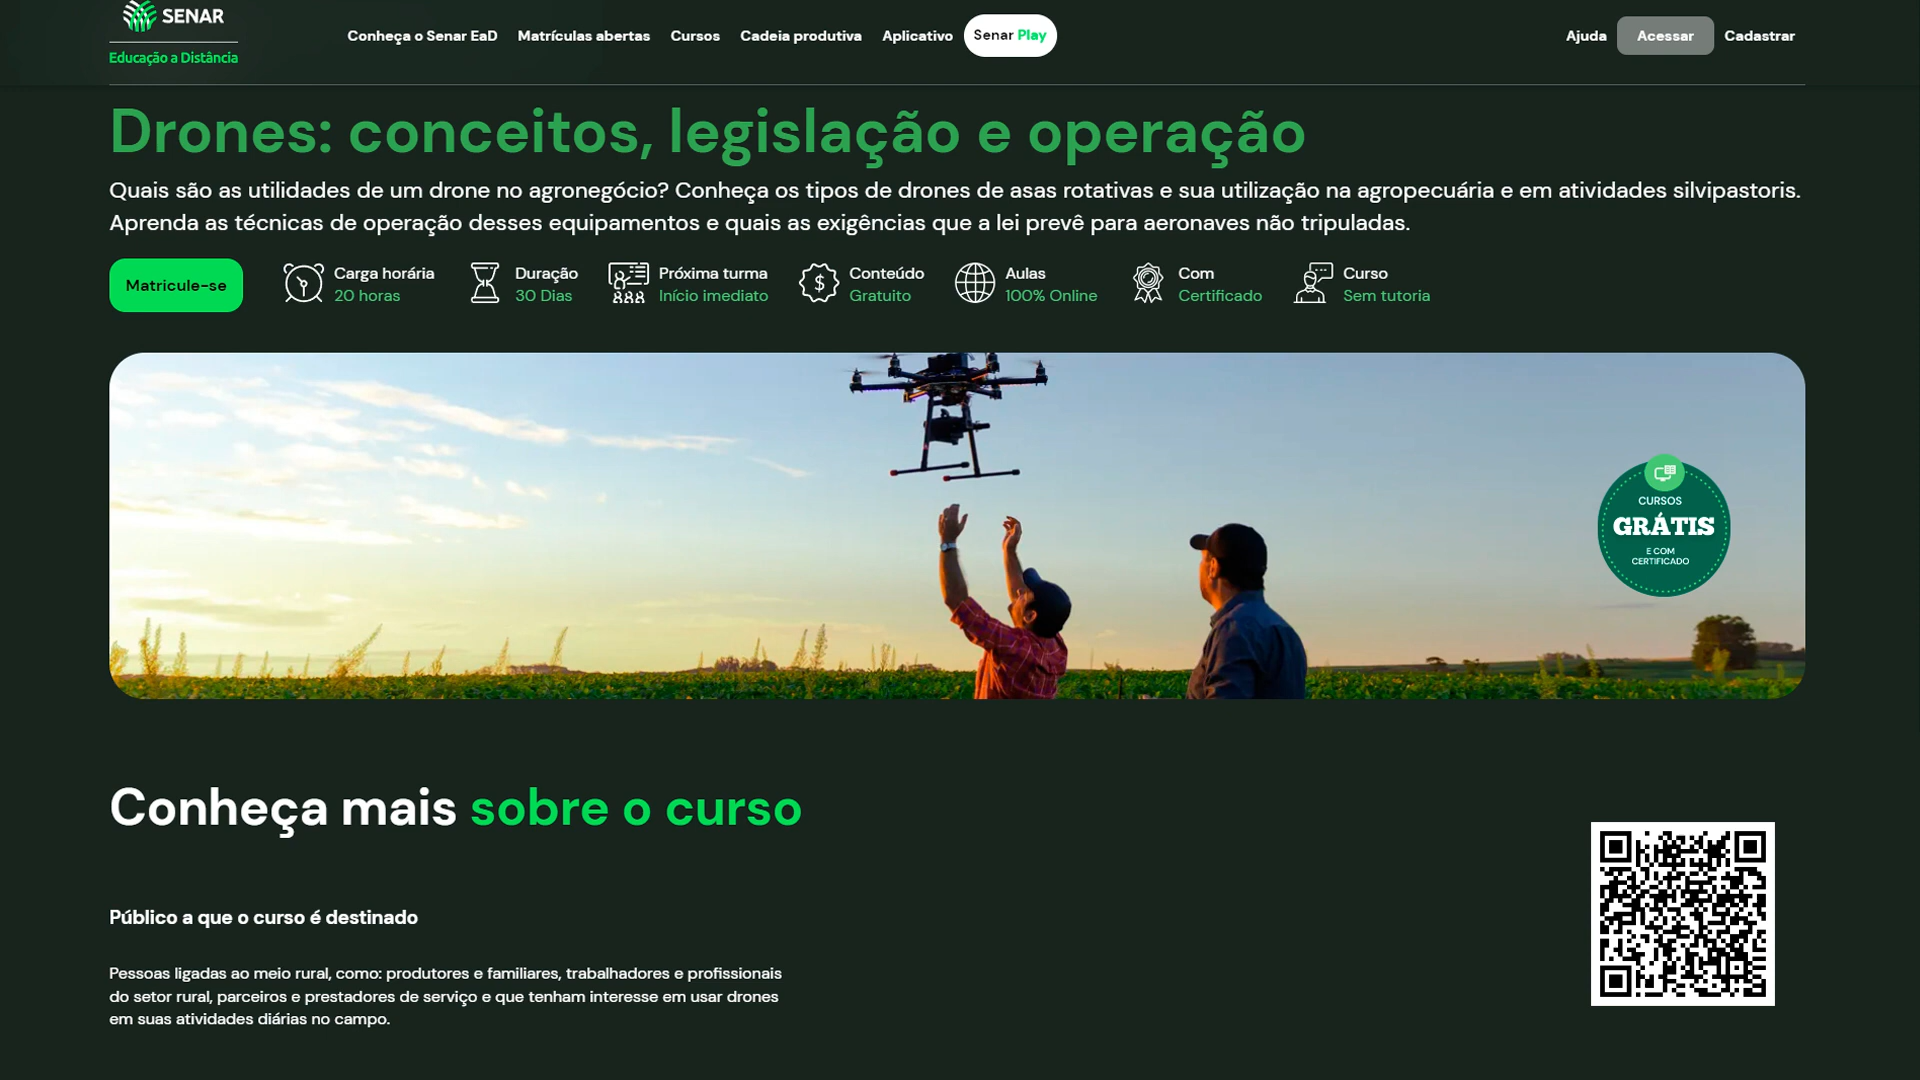 SENAR
Educação a Distância
Conheça o Senar EaD
Matrículas abertas
Cursos
Cadeia produtiva
Aplicativo
Senar Play
Ajuda
Acessar
Cadastrar
Drones: conceitos, legislação e operação
Quais são as utilidades de um drone no agronegócio? Conheça os tipos de drones de asas rotativas e sua utilização na agropecuária e em atividades silvipastoris.
Aprenda as técnicas de operação desses equipamentos e quais as exigências que a lei prevê para aeronaves não tripuladas.
Matricule-se
Carga horária
20 horas
Duração
30 Dias
Próxima turma
Início imediato
Conteúdo
Gratuito
Aulas
100% Online
Com
Certificado
Curso
Sem tutoria
CURSOS
GRÁTIS
E COM
CERTIFICADO
Conheça mais sobre o curso
Público a que o curso é destinado
Pessoas ligadas ao meio rural, como: produtores e familiares, trabalhadores e profissionais
do setor rural, parceiros e prestadores de serviço e que tenham interesse em usar drones
em suas atividades diárias no campo.